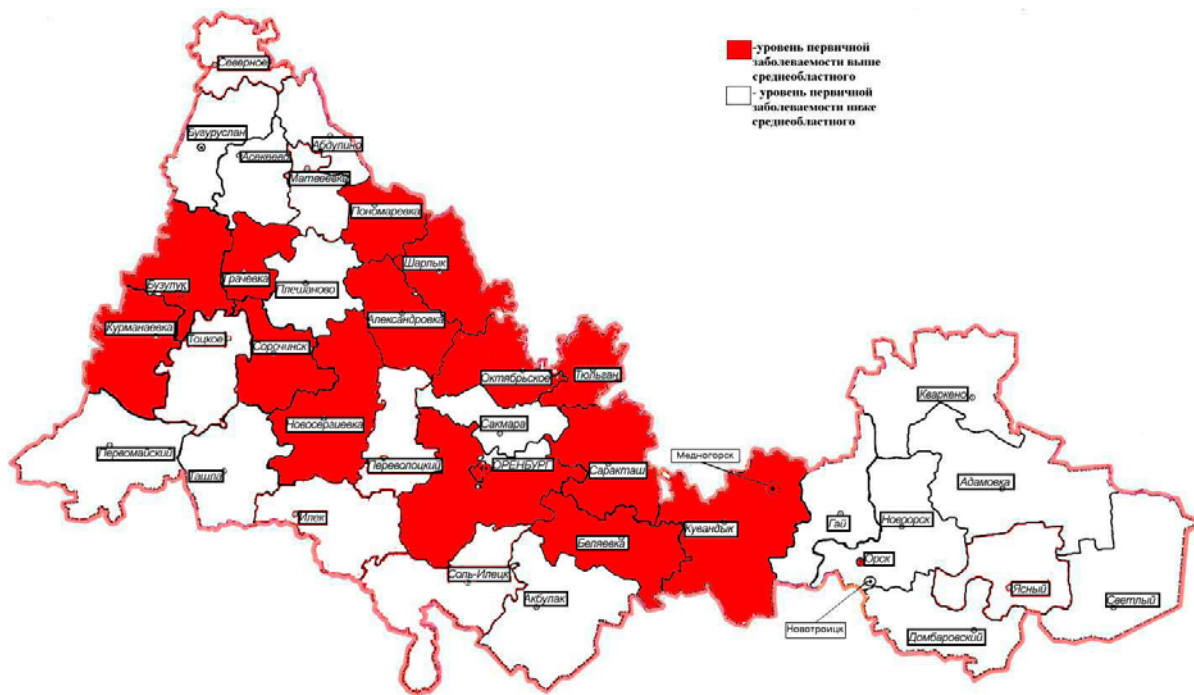 -уровень первичной
заболеваемости выше
среднеобластного
- уровень первичной
заболеваемости ниже
среднеобластного
Северное
Бугуруслан
Абдулино
Асекеево
Матвеевка
Пономаревка
Шарлык
Грачевка
Бузулук
Плешаново
Курманаевка
Александровка
Тоцкое
Сорочинск
Октябрьское
Тюльган
Кваркено
Новосергиевка
Сакмара
Первомайский
Медногорск
Переволоцкий
ОРЕНБУРГ
Саракташ
Ташла
Адамовка
Илек
Гай
Новоорск
Кувандык
Беляевка
Орск
Соль-Илецк
Ясный
Акбулак
Светлый
Новотроицк
Домбаровский